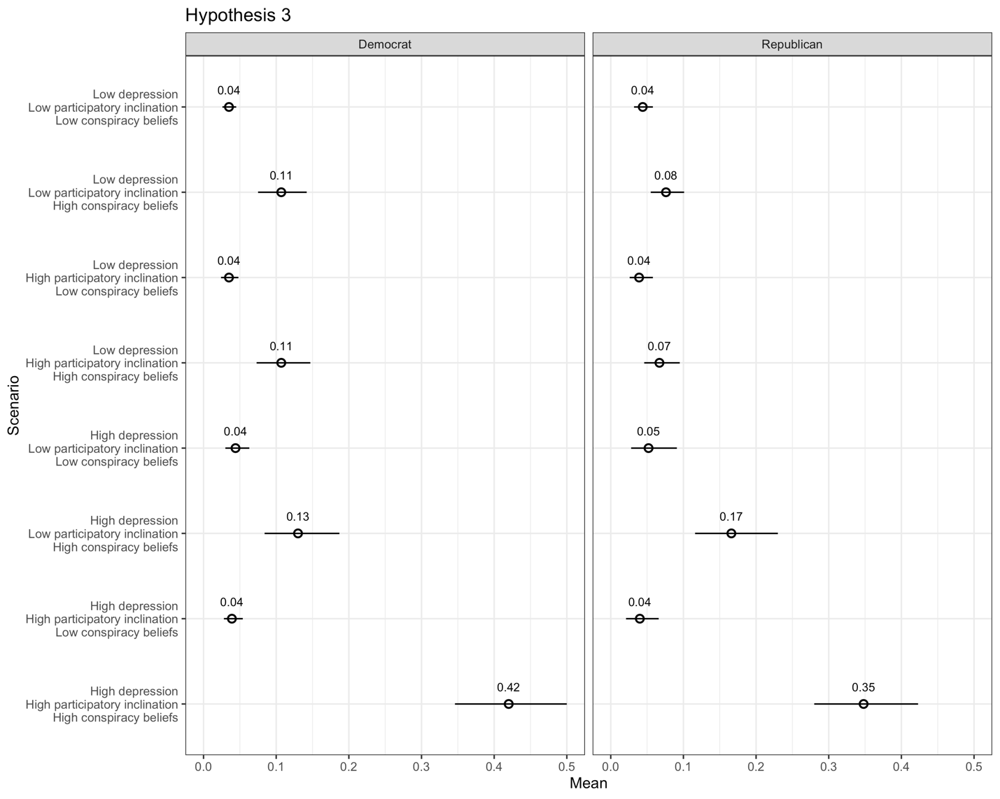 Hypothesis 3
Democrat
Republican
Low depression
Low participatory inclination
Low conspiracy beliefs
0.04
0.04
Low depression
Low participatory inclination
High conspiracy beliefs
0.11
0.08
Low depression
High participatory inclination
Low conspiracy beliefs
0.04
0.04
Low depression
High participatory inclination
High conspiracy beliefs
0.11
0.07
High depression
Low participatory inclination
Low conspiracy beliefs
0.04
0.05
High depression
Low participatory inclination
High conspiracy beliefs
0.13
0.17
High depression
High participatory inclination
Low conspiracy beliefs
0.04
0.04
High depression
High participatory inclination
High conspiracy beliefs
0.42
0.35
Scenario
0.0 0.1 0.2 0.3 0.4 0.5
0.0 0.1 0.2 0.3 0.4 0.5
Mean